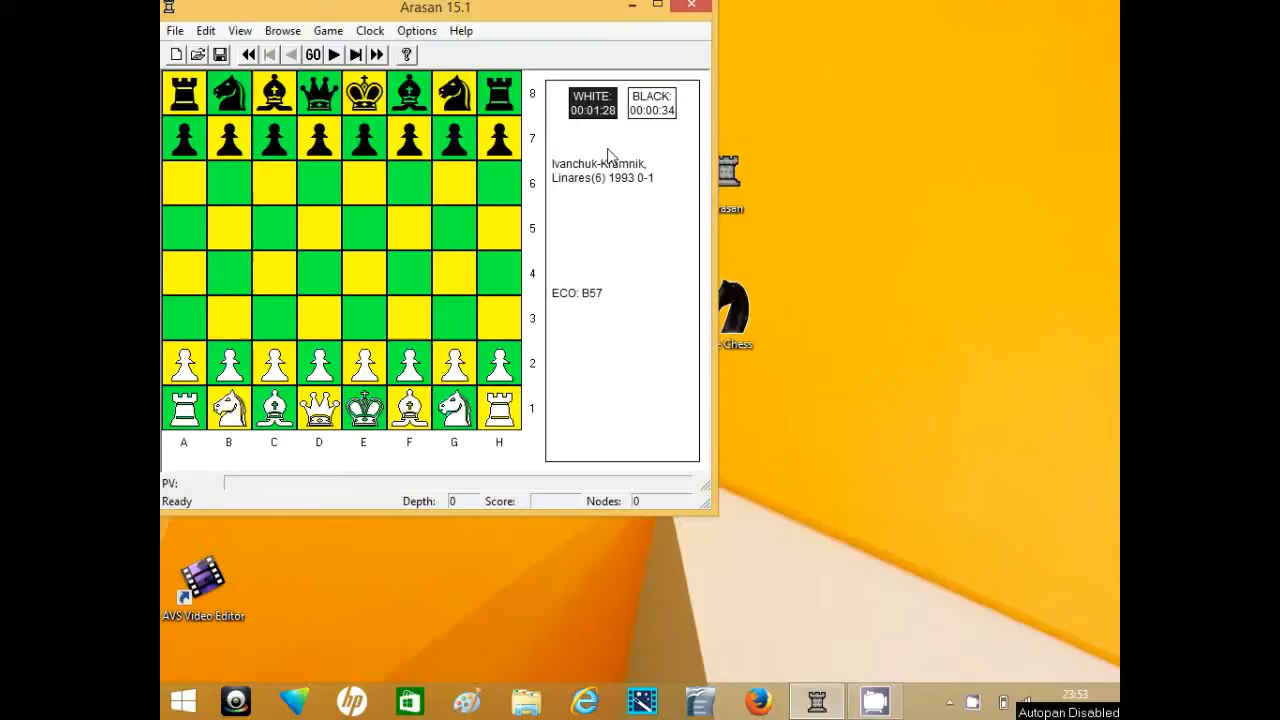 Arasan 15.1
File Edit View Browse Game Clock Options Help
GO ?
WHITE: BLACK:
00:01:28 00:00:34
Ivanchuk-Kramnik,
Linares(6) 1993 0-1
ECO: B57
8
7
6
5
4
3
2
1
A B C D E F G H
PV:
Ready Depth: 0 Score: Nodes: 0
rasan
Chess
AVS Video Editor
hp
23:53
Autopan Disabled